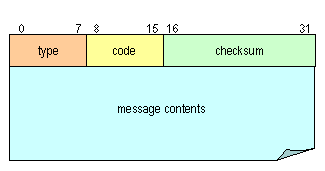 0 7 8 15 16 31
type code checksum
message contents